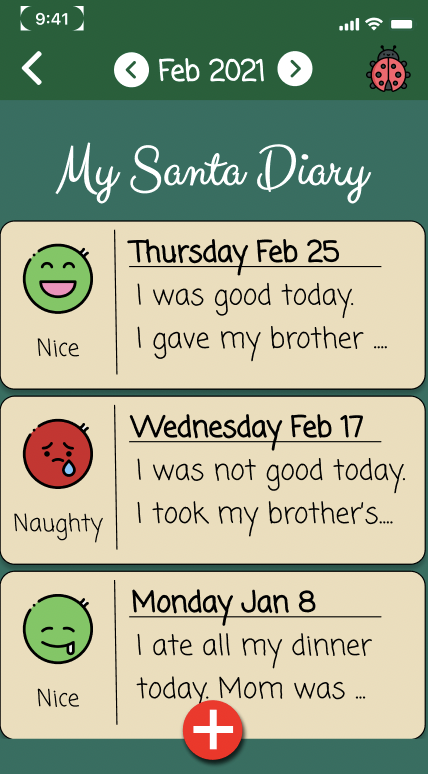 9:41
Feb 2021
My Santa Diary
Thursday Feb 25
I was good today.
I gave my brother ....
Nice
Wednesday Feb 17
I was not good today.
I took my brother's....
Naughty
Monday Jan 8
I ate all my dinner
today. Mom was ...
Nice